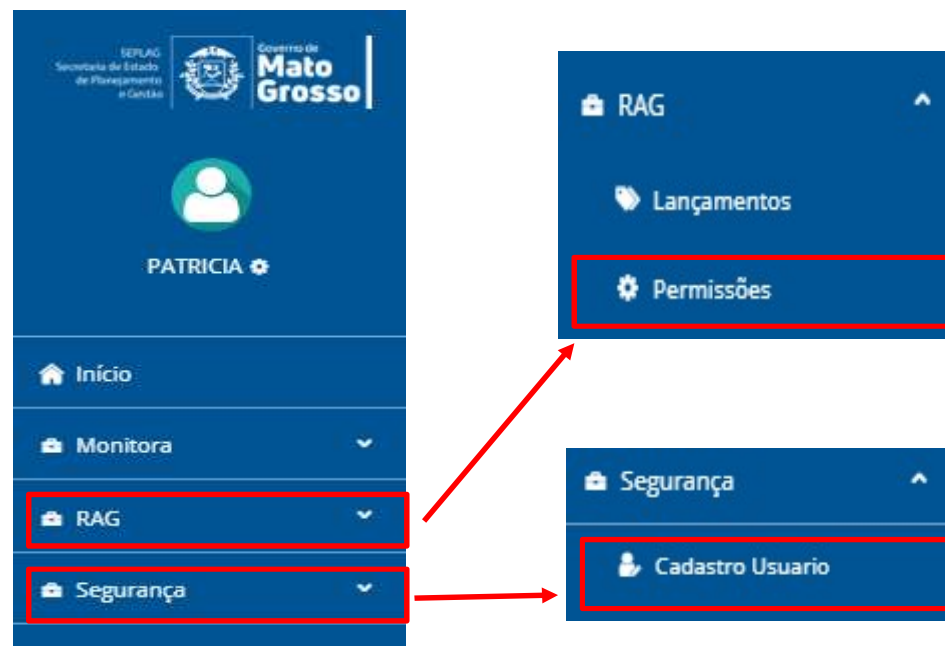 SEPLAG
Secretaria de Estado
de Planejamento
e Gestão
Governo de
Mato
Grosso
PATRICIA
Início
Monitora
RAG
Segurança
RAG
Lançamentos
Permissões
Segurança
Cadastro Usuario